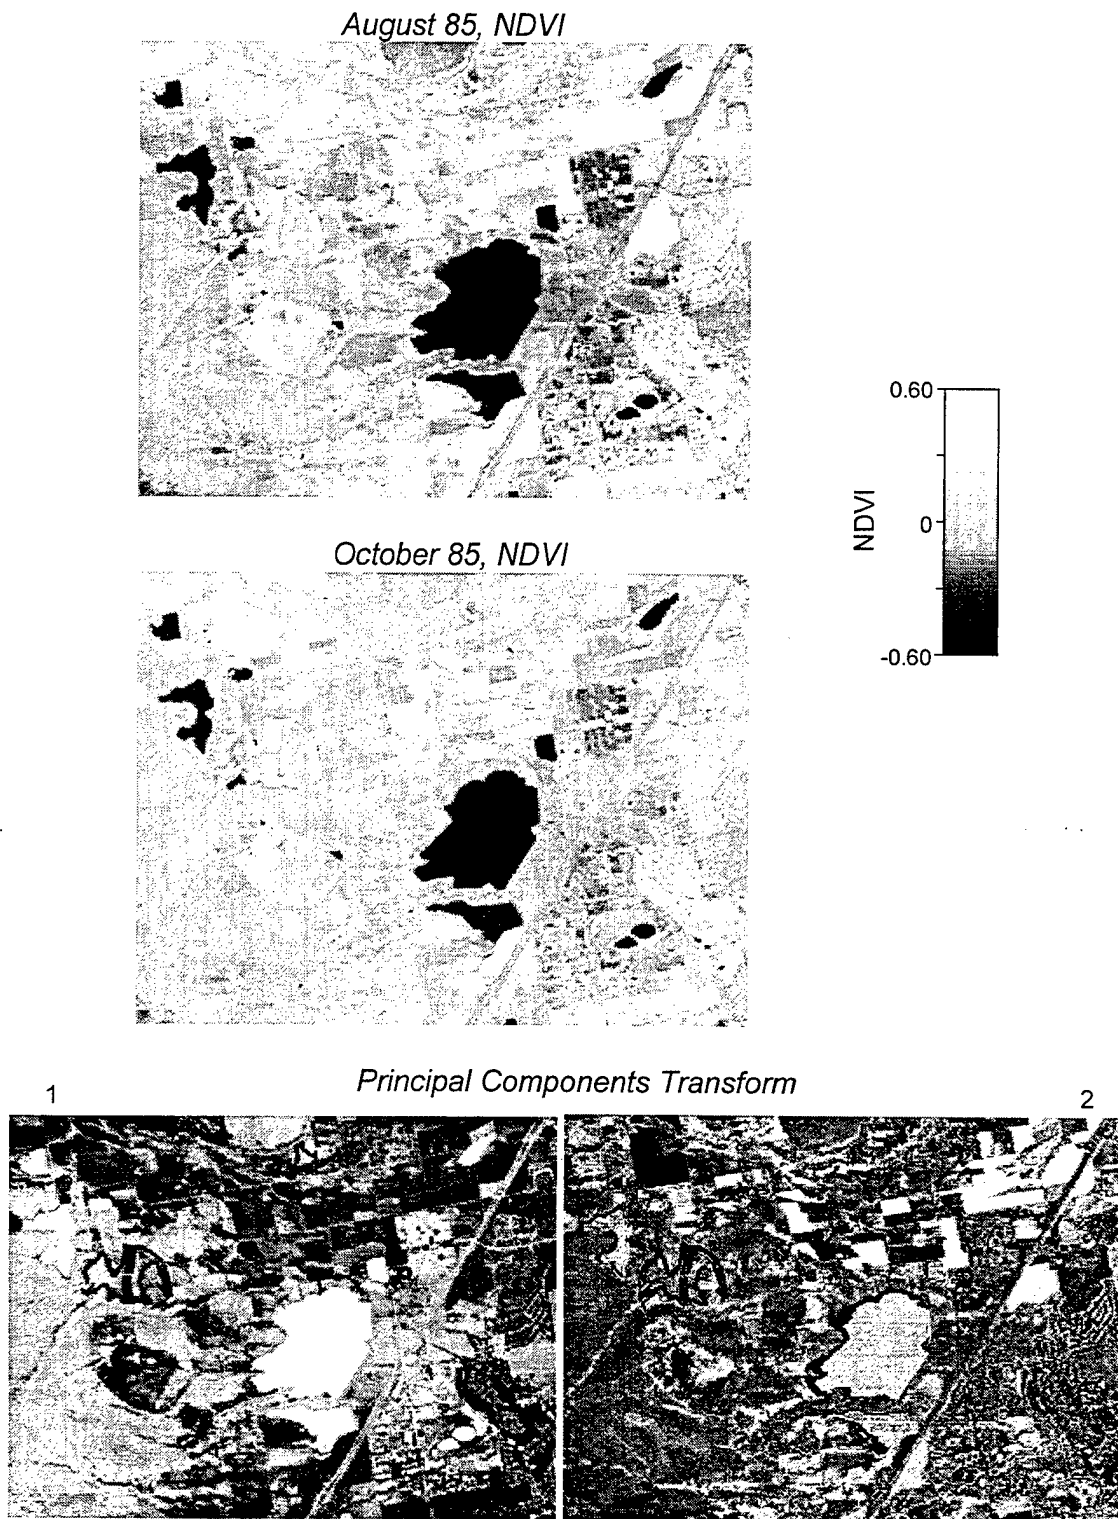 August 85, NDVI
0.60
NDVI
0
-0.60
October 85, NDVI
Principal Components Transform
1
2